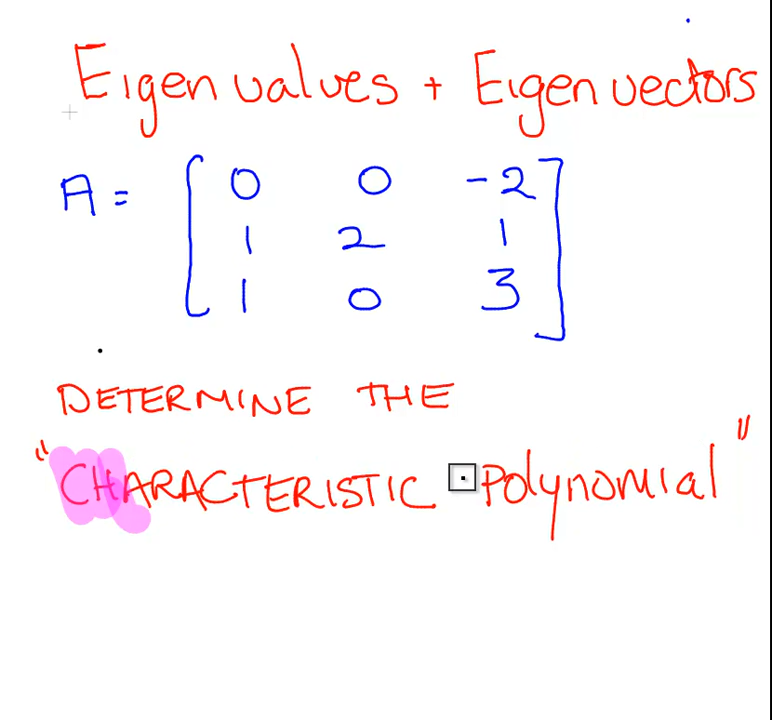 Eigenvalues + Eigenvectors
A = [ 0 0 -2
1 2 1
1 0 3 ]
DETERMINE THE
"CHARACTERISTIC Polynomial"